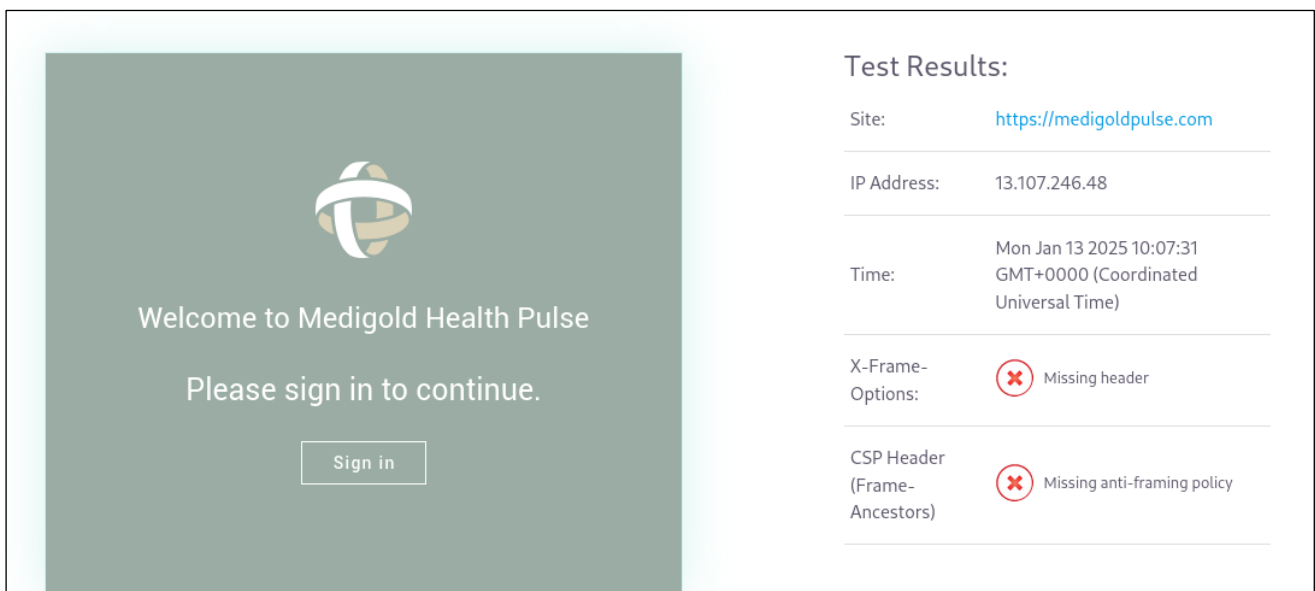 Welcome to Medigold Health Pulse
Please sign in to continue.
Sign in
Test Results:
Site: https://medigoldpulse.com
IP Address: 13.107.246.48
Time: Mon Jan 13 2025 10:07:31
GMT+0000 (Coordinated
Universal Time)
X-Frame-
Options: Missing header
CSP Header
(Frame- Missing anti-framing policy
Ancestors)